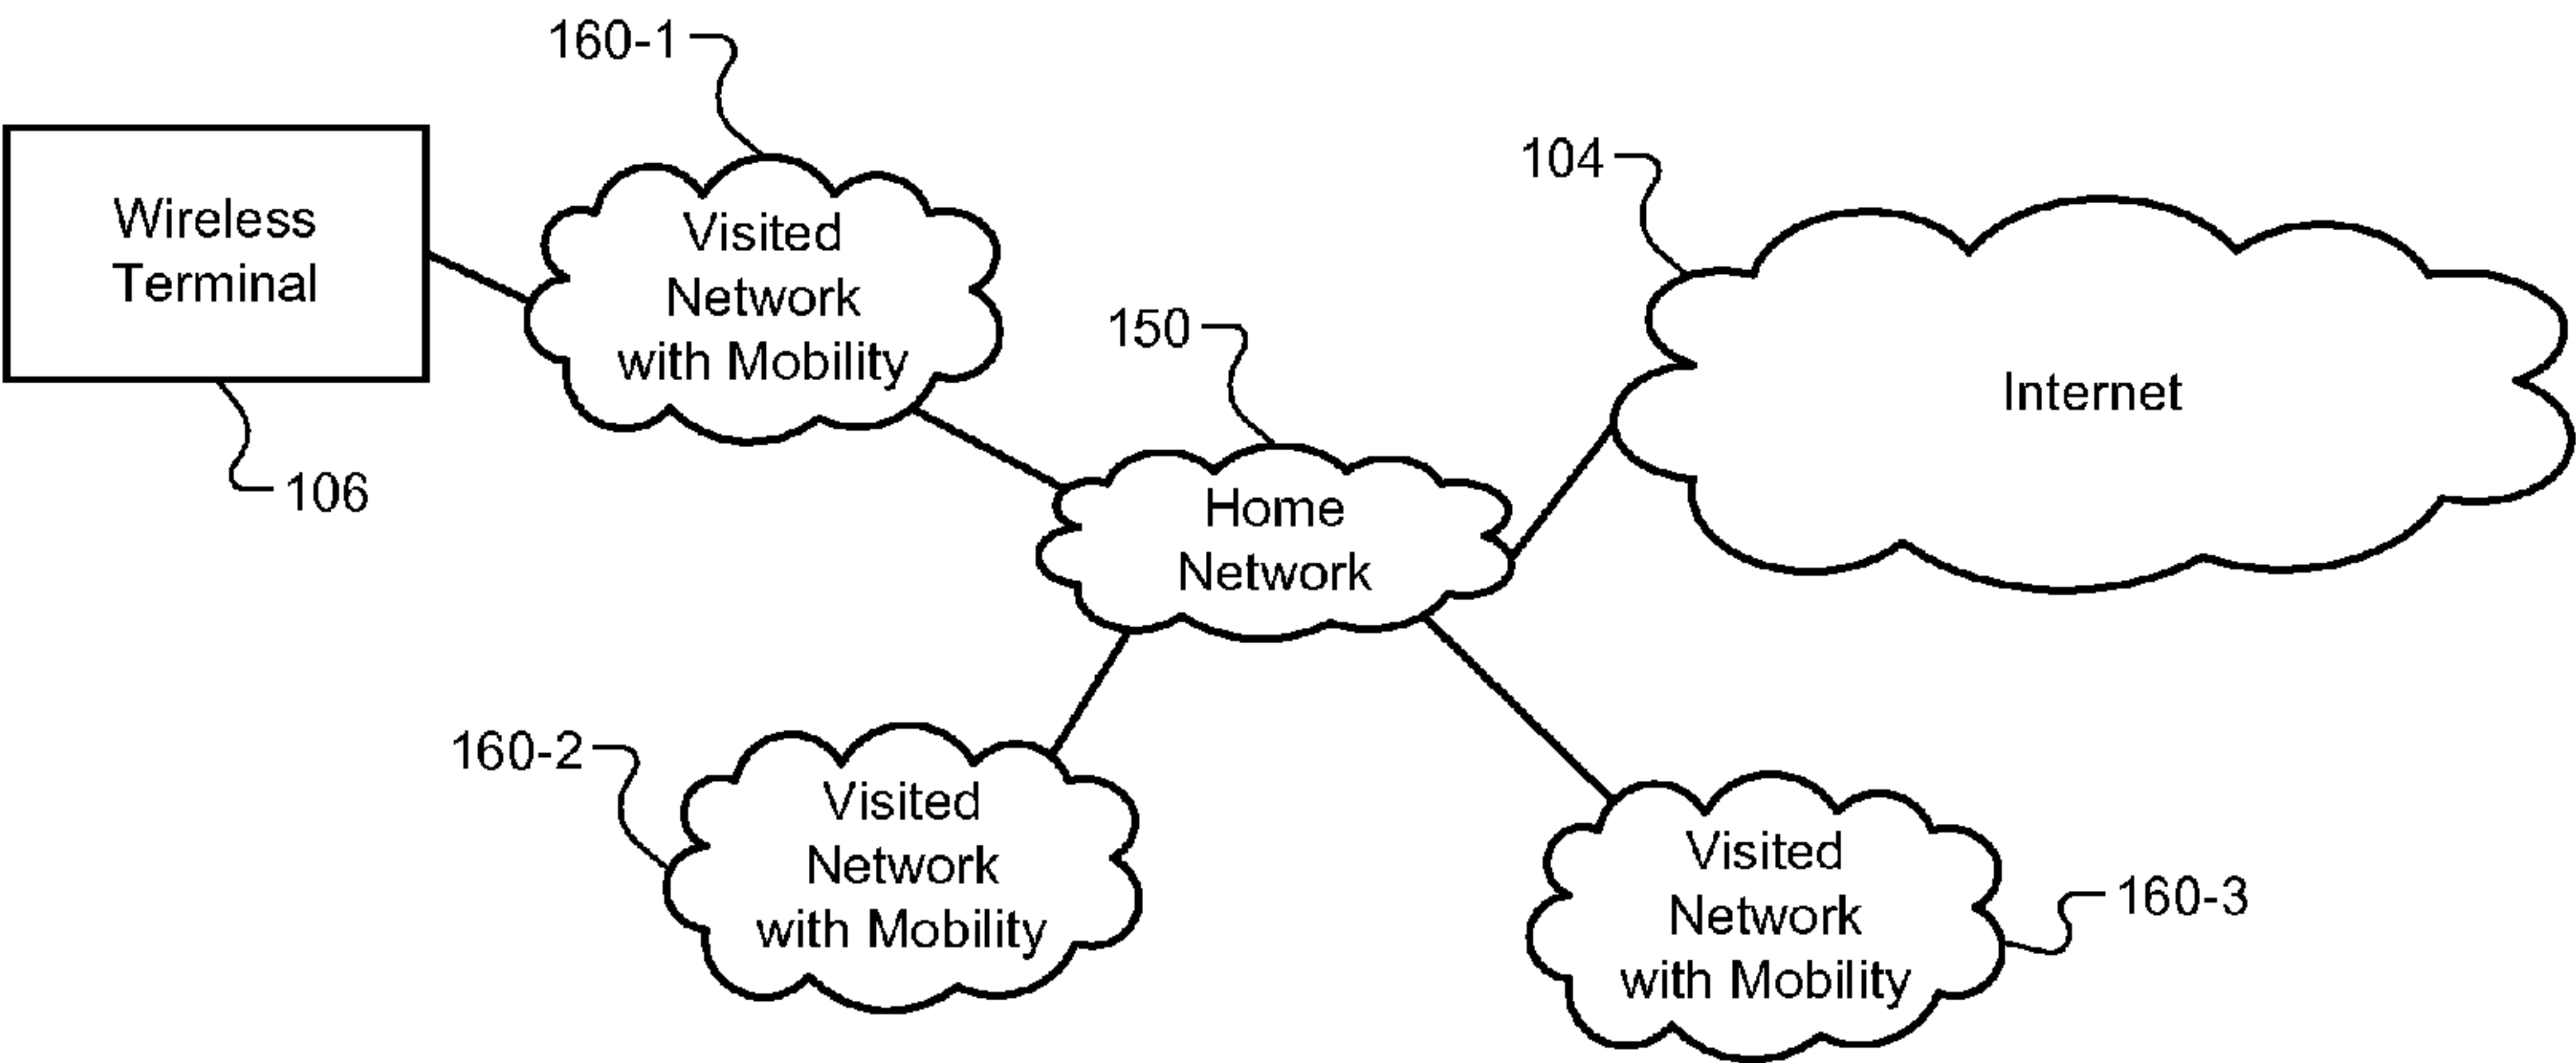 160-1
Wireless
Terminal
106
Visited
Network
with Mobility
104
Internet
150
Home
Network
160-2
Visited
Network
with Mobility
Visited
Network
with Mobility
160-3